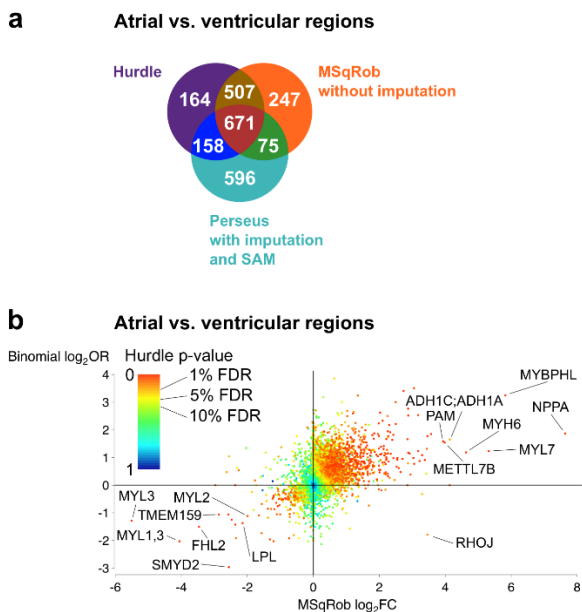 a
Atrial vs. ventricular regions
Hurdle
MSqRob
without imputation
164
507
247
671
158
75
596
Perseus
with imputation
and SAM
b
Atrial vs. ventricular regions
Binomial log₂OR
Hurdle p-value
0
1% FDR
5% FDR
10% FDR
1
4
3
2
1
0
-1
-2
-3
MYBPHL
ADH1C;ADH1A
PAM
NPPA
MYH6
MYL7
METTL7B
MYL3
MYL2
TMEM159
MYL1,3
FHL2
LPL
SMYD2
RHOJ
-6
-4
-2
0
2
4
6
8
MSqRob log₂FC